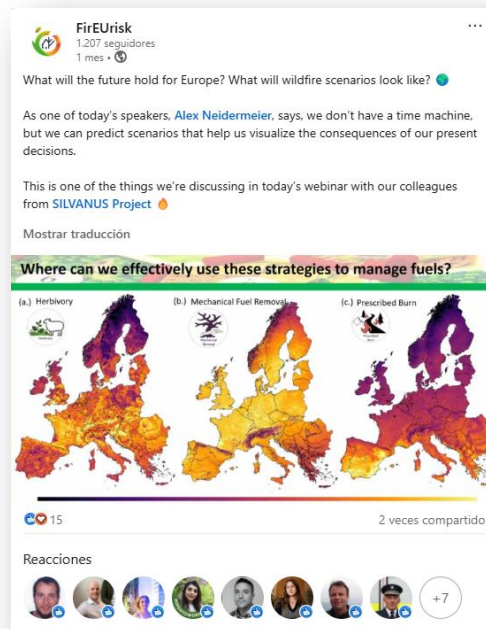 FirEUrisk
1.207 seguidores
1 mes •
What will the future hold for Europe? What will wildfire scenarios look like?
As one of today's speakers, Alex Neidermeier, says, we don't have a time machine,
but we can predict scenarios that help us visualize the consequences of our present
decisions.
This is one of the things we're discussing in today's webinar with our colleagues
from SILVANUS Project
Mostrar traducción
Where can we effectively use these strategies to manage fuels?
(a.) Herbivory
(b.) Mechanical Fuel Removal
(c.) Prescribed Burn
15
2 veces compartido
Reacciones
+7